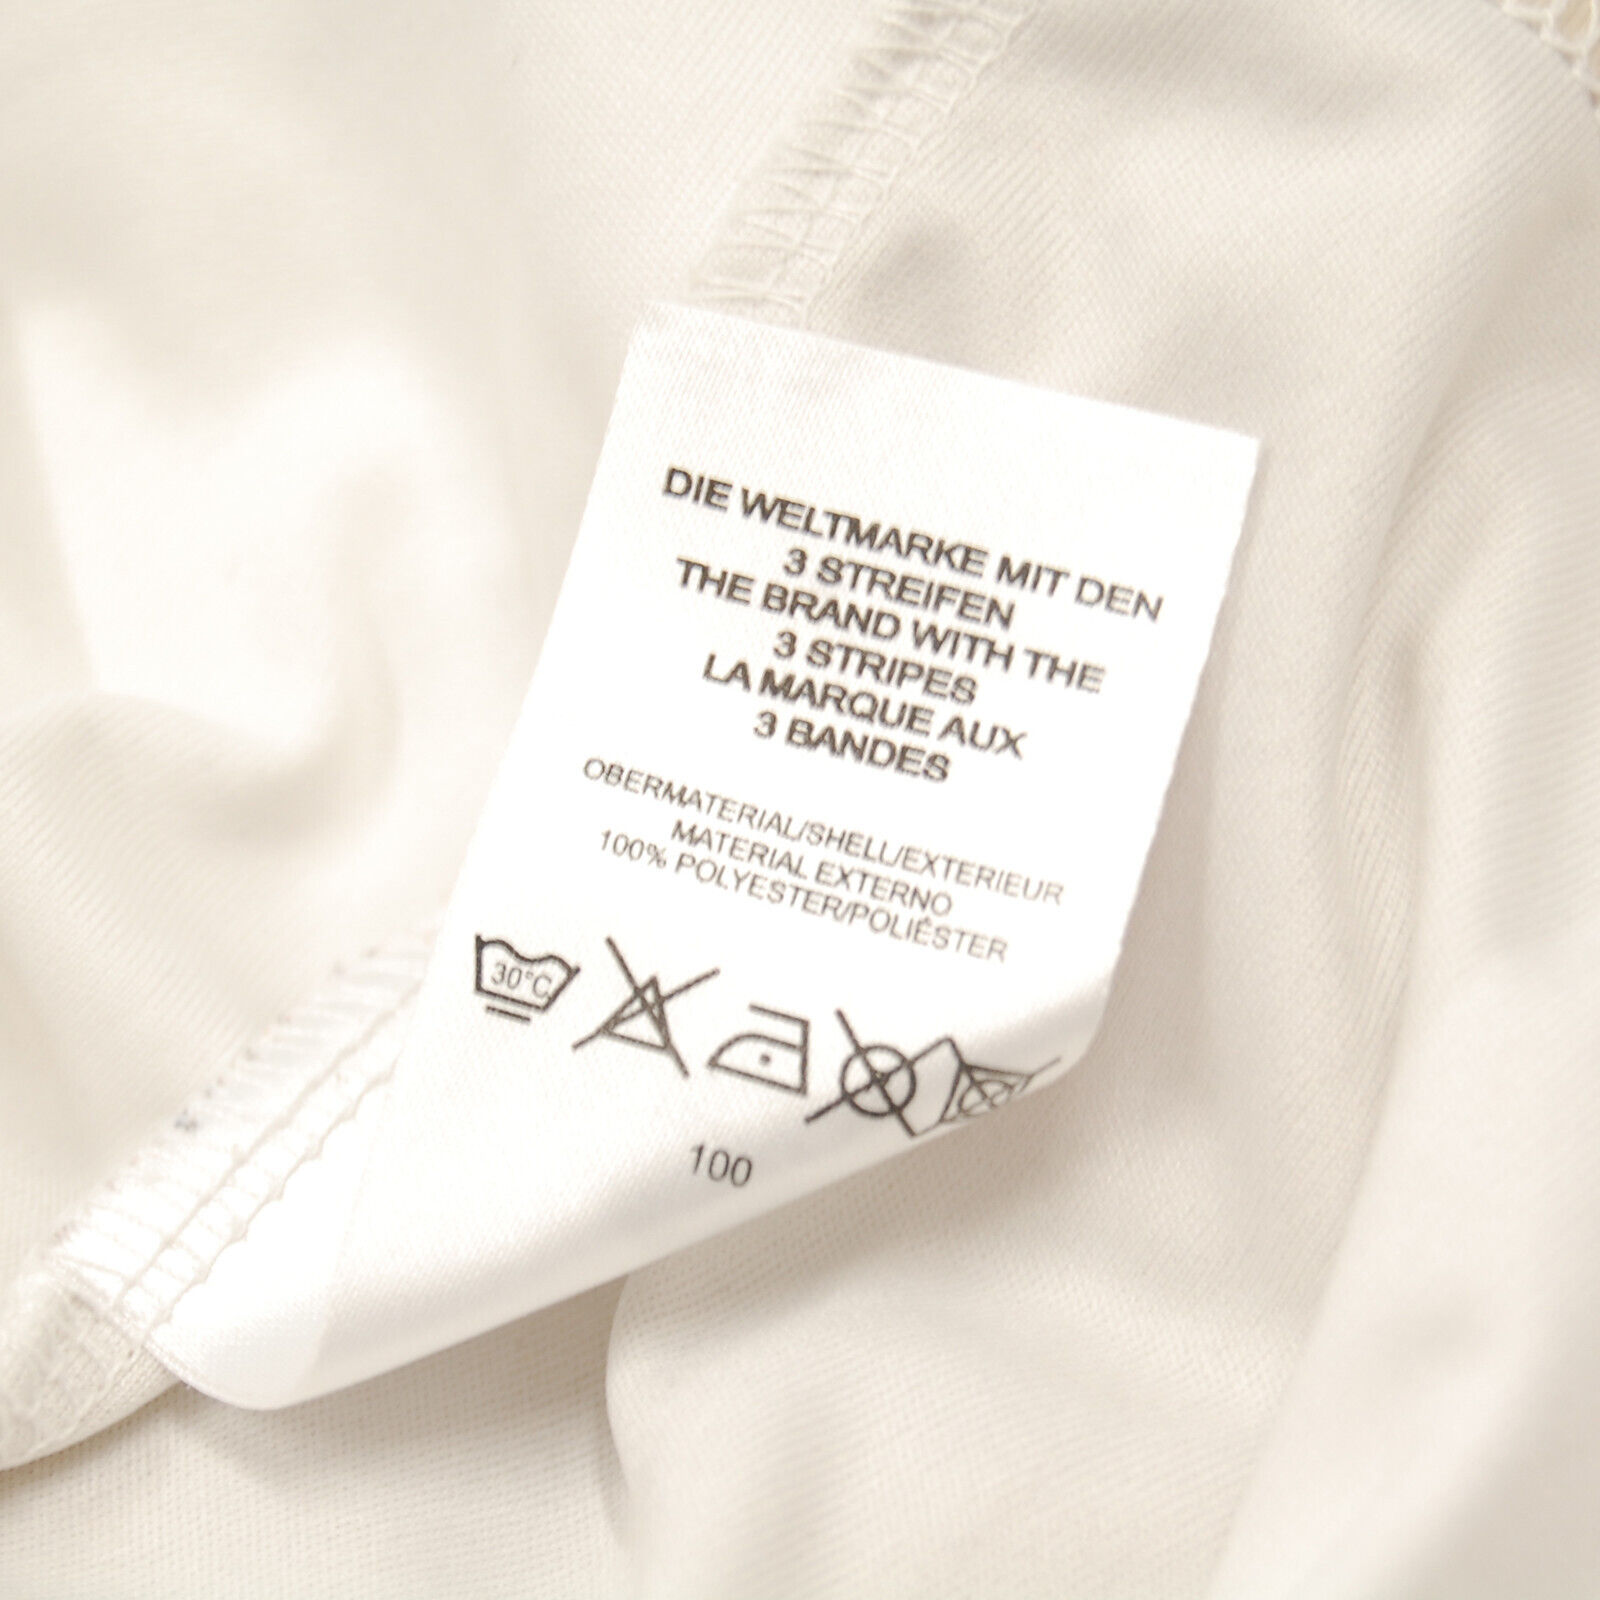 DIE WELTMARKE MIT DEN
3 STREIFEN
THE BRAND WITH THE
3 STRIPES
LA MARQUE AUX
3 BANDES
OBERMATERIAL/SHELL/EXTERIEUR
MATERIAL EXTERNO
100% POLYESTER/POLIÉSTER
30°C
100